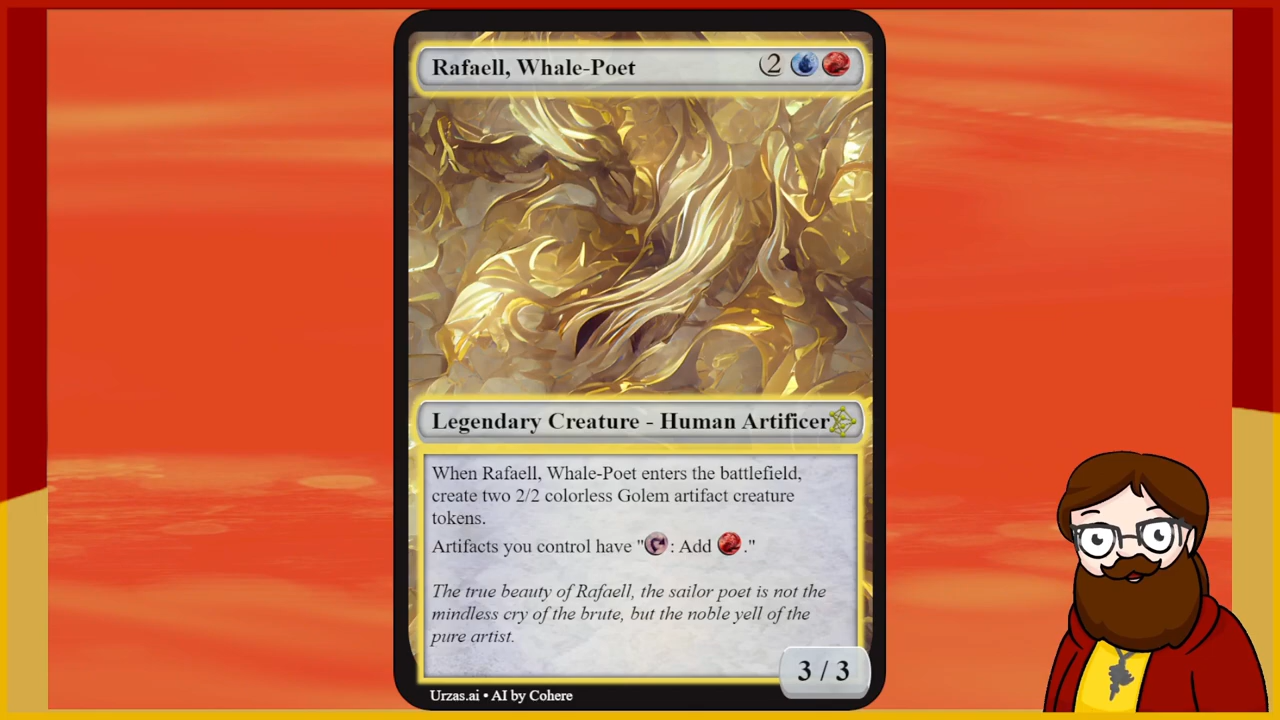 Rafaell, Whale-Poet 2
Legendary Creature - Human Artificer
When Rafaell, Whale-Poet enters the battlefield,
create two 2/2 colorless Golem artifact creature
tokens.
Artifacts you control have ": Add ."
The true beauty of Rafaell, the sailor poet is not the
mindless cry of the brute, but the noble yell of the
pure artist.
3 / 3
Urzas.ai • AI by Cohere